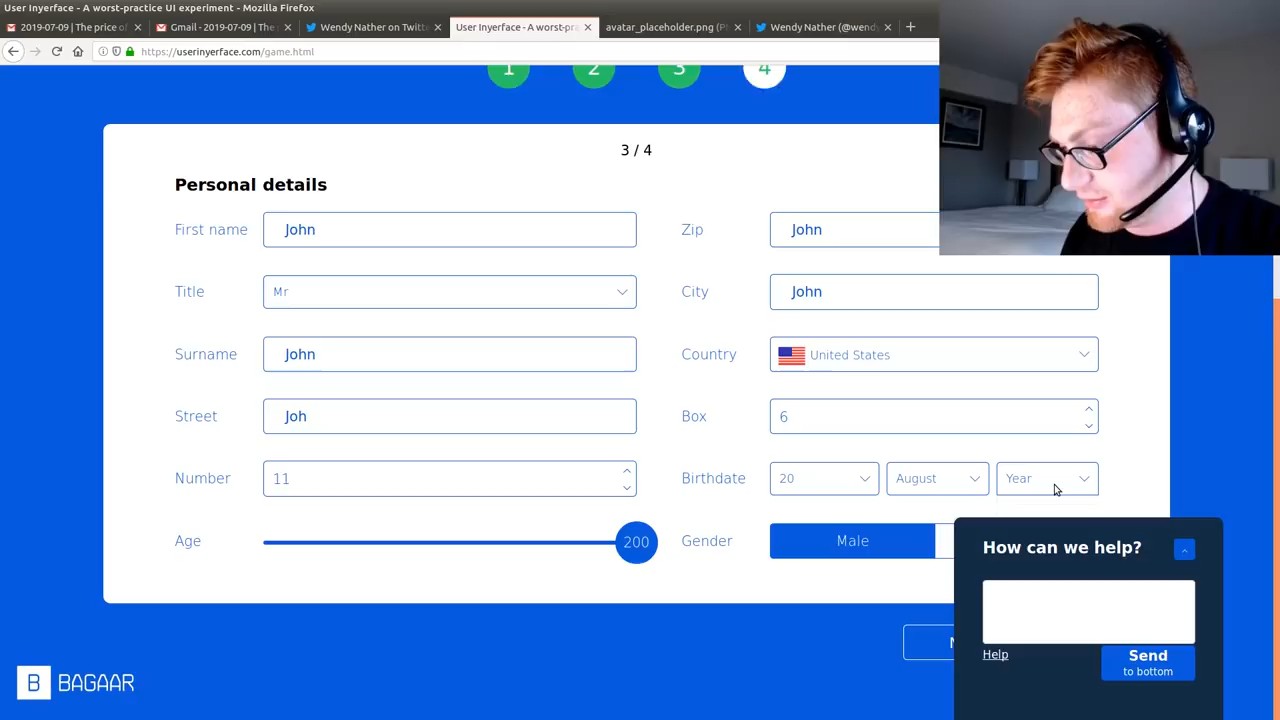 User Inyerface - A worst-practice UI experiment - Mozilla Firefox
2019-07-09 | The price of
Gmail - 2019-07-09 | The p
Wendy Nather on Twitte
User Inyerface - A worst-pra
avatar_placeholder.png (P
Wendy Nather (@wendy
https://userinyerface.com/game.html
1 2 3 4
3 / 4
Personal details
First name John
Zip John
Title Mr
City John
Surname John
Country United States
Street Joh
Box 6
Number 11
Birthdate 20 August Year
Age 200
Gender Male
How can we help?
Help
Send
to bottom
B BAGAAR